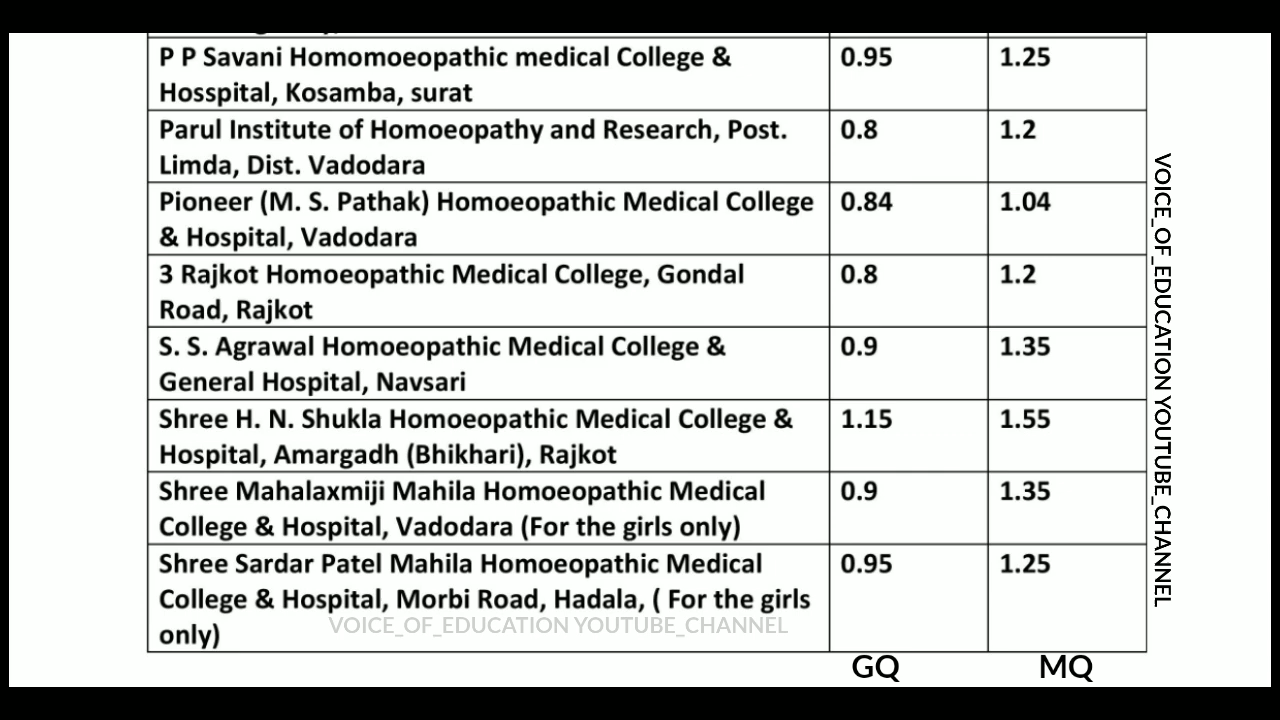 P P Savani Homomoeopathic medical College & 0.95 1.25
Hosspital, Kosamba, surat
Parul Institute of Homoeopathy and Research, Post. 0.8 1.2
Limda, Dist. Vadodara
Pioneer (M. S. Pathak) Homoeopathic Medical College 0.84 1.04
& Hospital, Vadodara
3 Rajkot Homoeopathic Medical College, Gondal 0.8 1.2
Road, Rajkot
S. S. Agrawal Homoeopathic Medical College & 0.9 1.35
General Hospital, Navsari
Shree H. N. Shukla Homoeopathic Medical College & 1.15 1.55
Hospital, Amargadh (Bhikhari), Rajkot
Shree Mahalaxmiji Mahila Homoeopathic Medical 0.9 1.35
College & Hospital, Vadodara (For the girls only)
Shree Sardar Patel Mahila Homoeopathic Medical 0.95 1.25
College & Hospital, Morbi Road, Hadala, ( For the girls
only)
VOICE_OF_EDUCATION YOUTUBE_CHANNEL
GQ MQ
VOICE_OF_EDUCATION YOUTUBE_CHANNEL